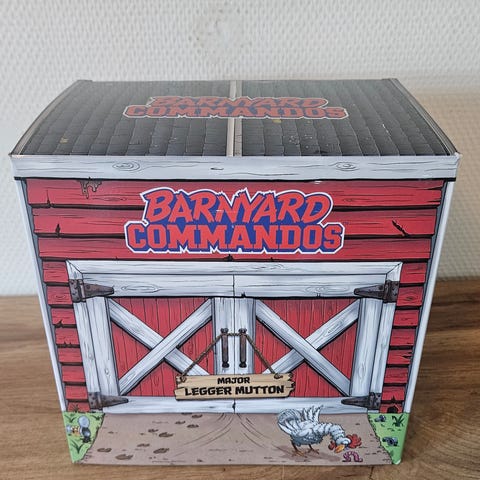 BARNYARD
COMMANDOS
BARNYARD
COMMANDOS
MAJOR
LEGGER MUTTON